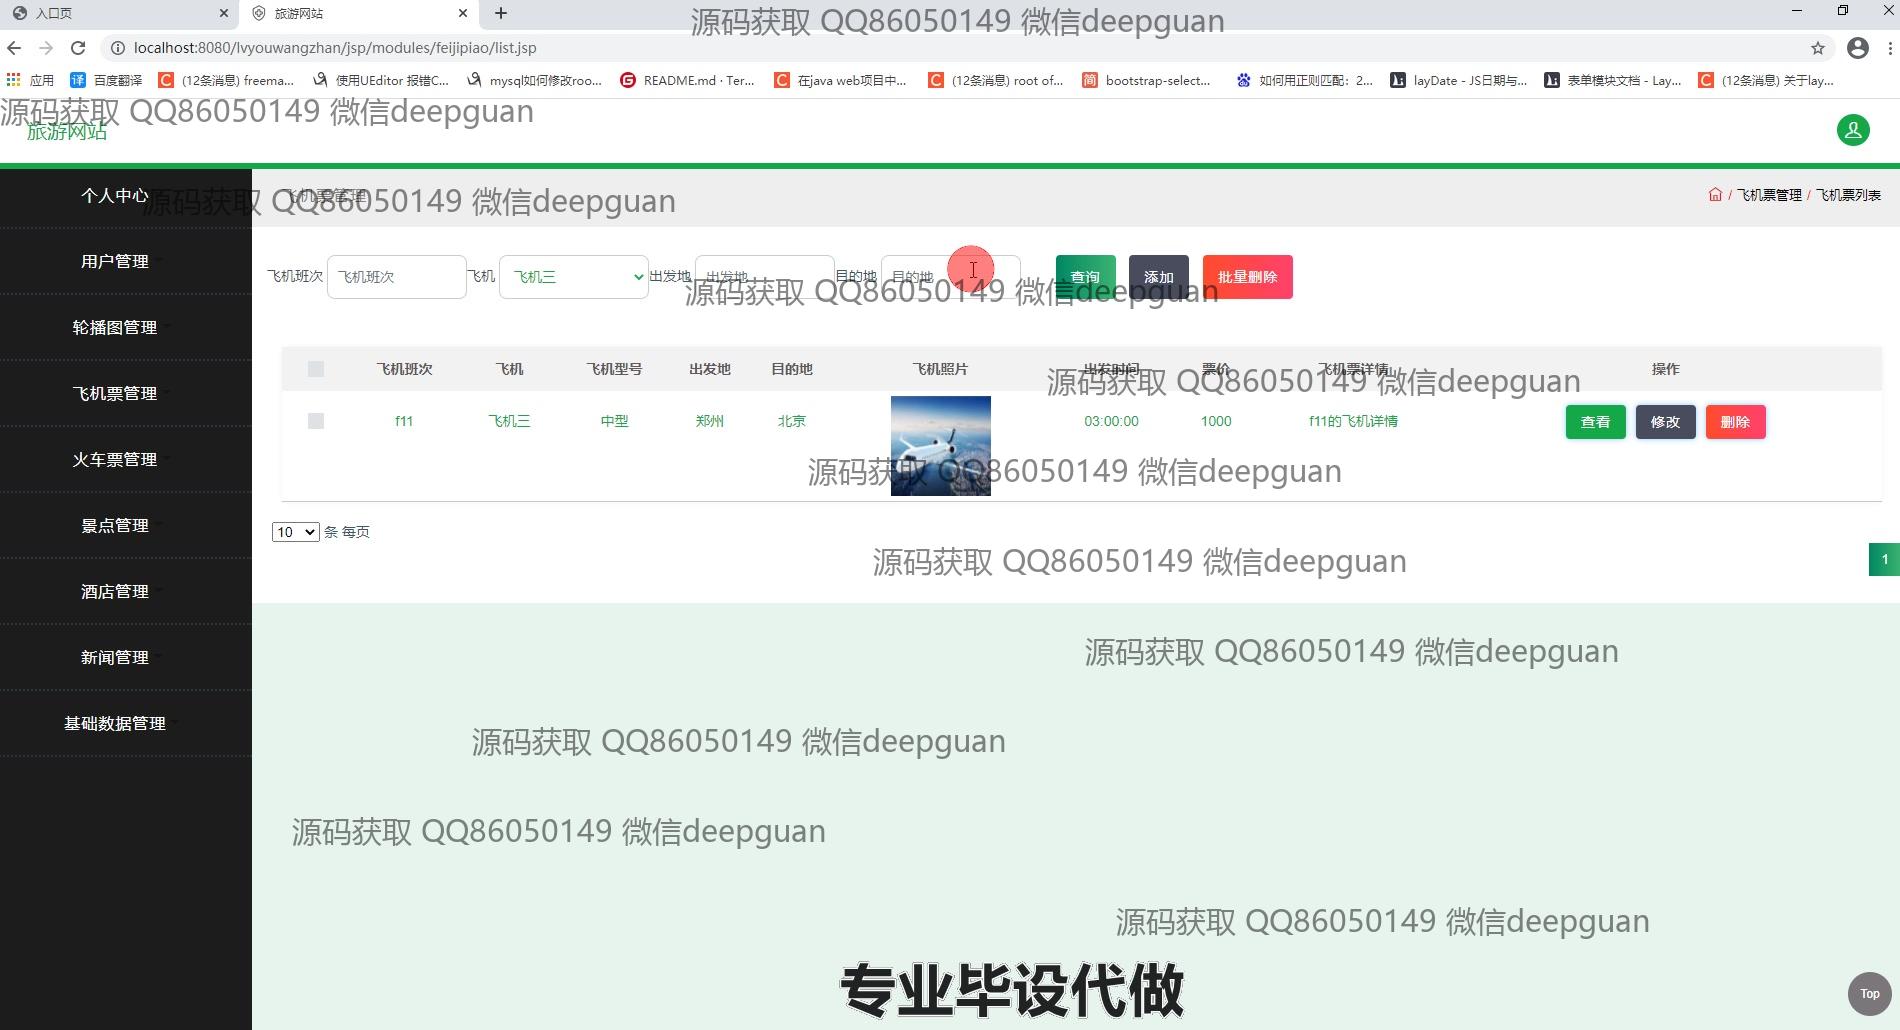 入口页
旅游网站
源码获取 QQ86050149 微信deepguan
localhost:8080/lvyouwangzhan/jsp/modules/feijipiao/list.jsp
应用 百度翻译 (12条消息) freema... 使用UEditor 报错C... mysql如何修改roo... README.md · Ter... 在java web项目中... (12条消息) root of... bootstrap-select... 如何用正则匹配：2... layDate - JS日期与... 表单模块文档 - Lay... (12条消息) 关于lay...
源码获取 QQ86050149 微信deepguan
旅游网站
个人中心
源码获取 QQ86050149 微信deepguan
飞机票管理
/ 飞机票管理 / 飞机票列表
用户管理
轮播图管理
飞机票管理
火车票管理
景点管理
酒店管理
新闻管理
基础数据管理
飞机班次 飞机班次 飞机 飞机三 出发地 出发地 目的地 目的地 查询 添加 批量删除
源码获取 QQ86050149 微信deepguan
飞机班次 飞机 飞机型号 出发地 目的地 飞机照片 出发时间 票价 飞机票详情 操作
源码获取 QQ86050149 微信deepguan
f11 飞机三 中型 郑州 北京 03:00:00 1000 f11的飞机详情 查看 修改 删除
源码获取 QQ86050149 微信deepguan
10 条 每页
1
源码获取 QQ86050149 微信deepguan
源码获取 QQ86050149 微信deepguan
源码获取 QQ86050149 微信deepguan
源码获取 QQ86050149 微信deepguan
源码获取 QQ86050149 微信deepguan
专业毕设代做
Top